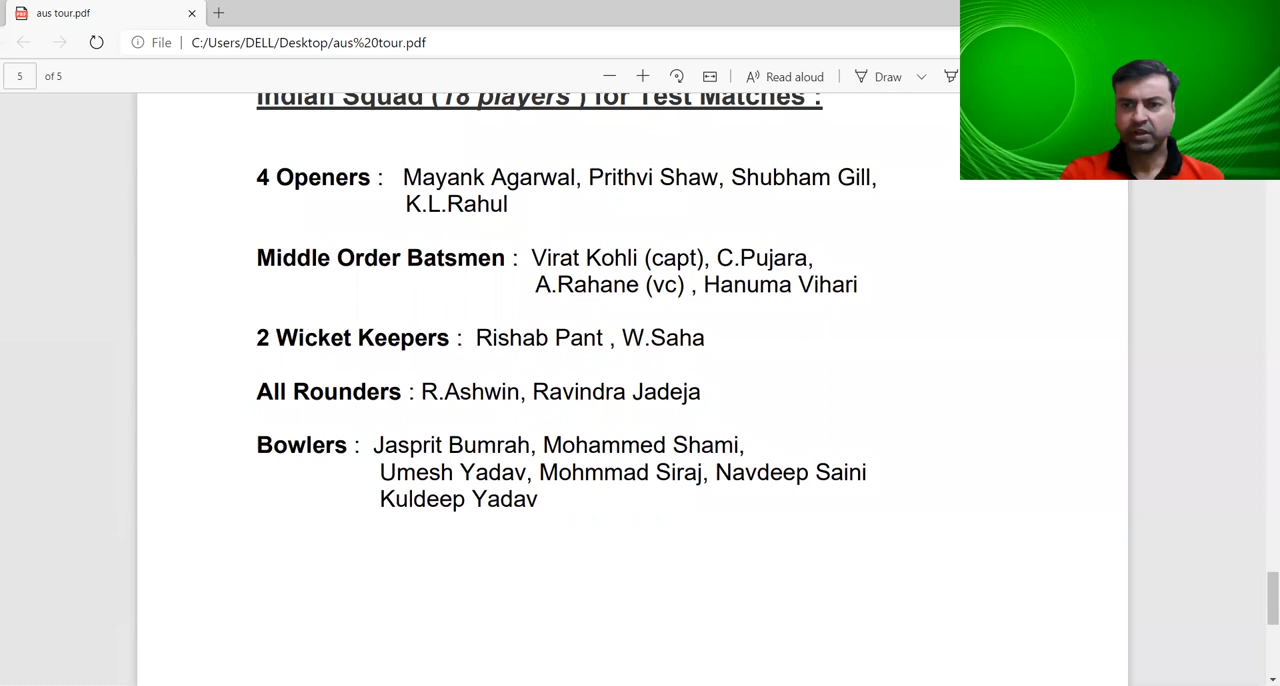 aus tour.pdf
File
C:/Users/DELL/Desktop/aus%20tour.pdf
5 of 5
Read aloud
Draw
Indian Squad (18 players ) for Test Matches :
4 Openers : Mayank Agarwal, Prithvi Shaw, Shubham Gill,
K.L.Rahul
Middle Order Batsmen : Virat Kohli (capt), C.Pujara,
A.Rahane (vc) , Hanuma Vihari
2 Wicket Keepers : Rishab Pant , W.Saha
All Rounders : R.Ashwin, Ravindra Jadeja
Bowlers : Jasprit Bumrah, Mohammed Shami,
Umesh Yadav, Mohmmad Siraj, Navdeep Saini
Kuldeep Yadav